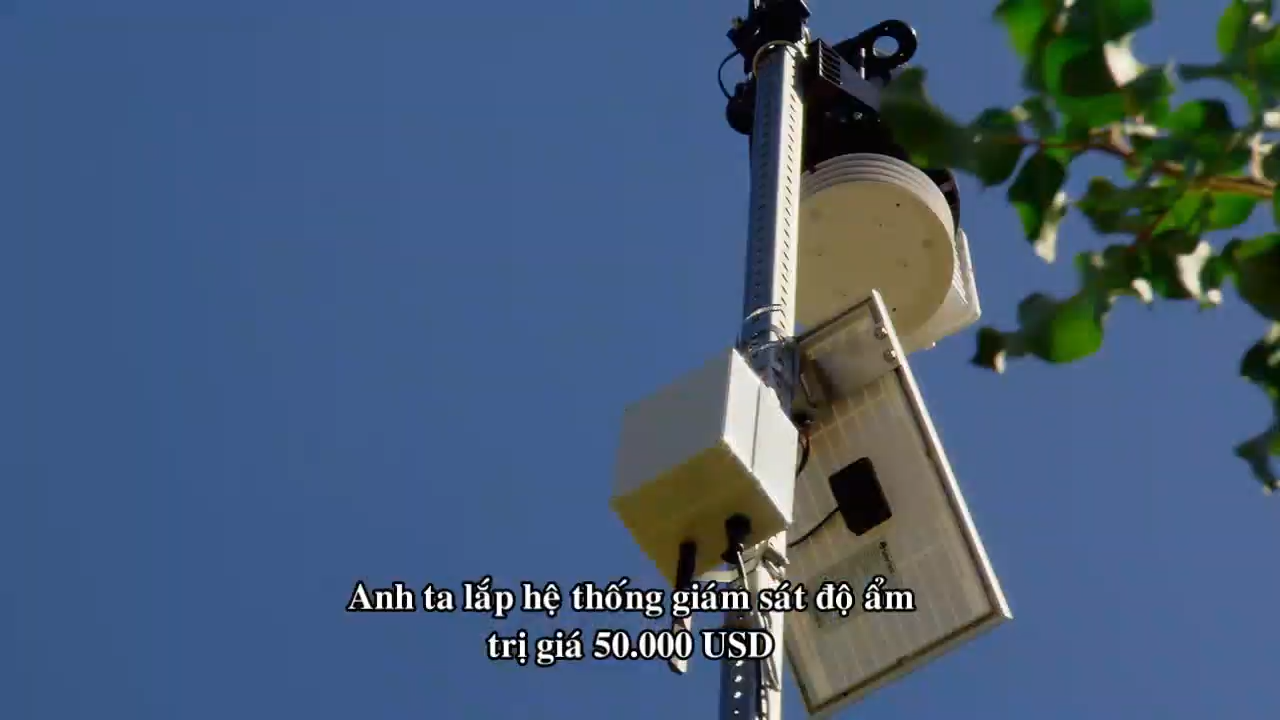 Anh ta lắp hệ thống giám sát độ ẩm
trị giá 50.000 USD